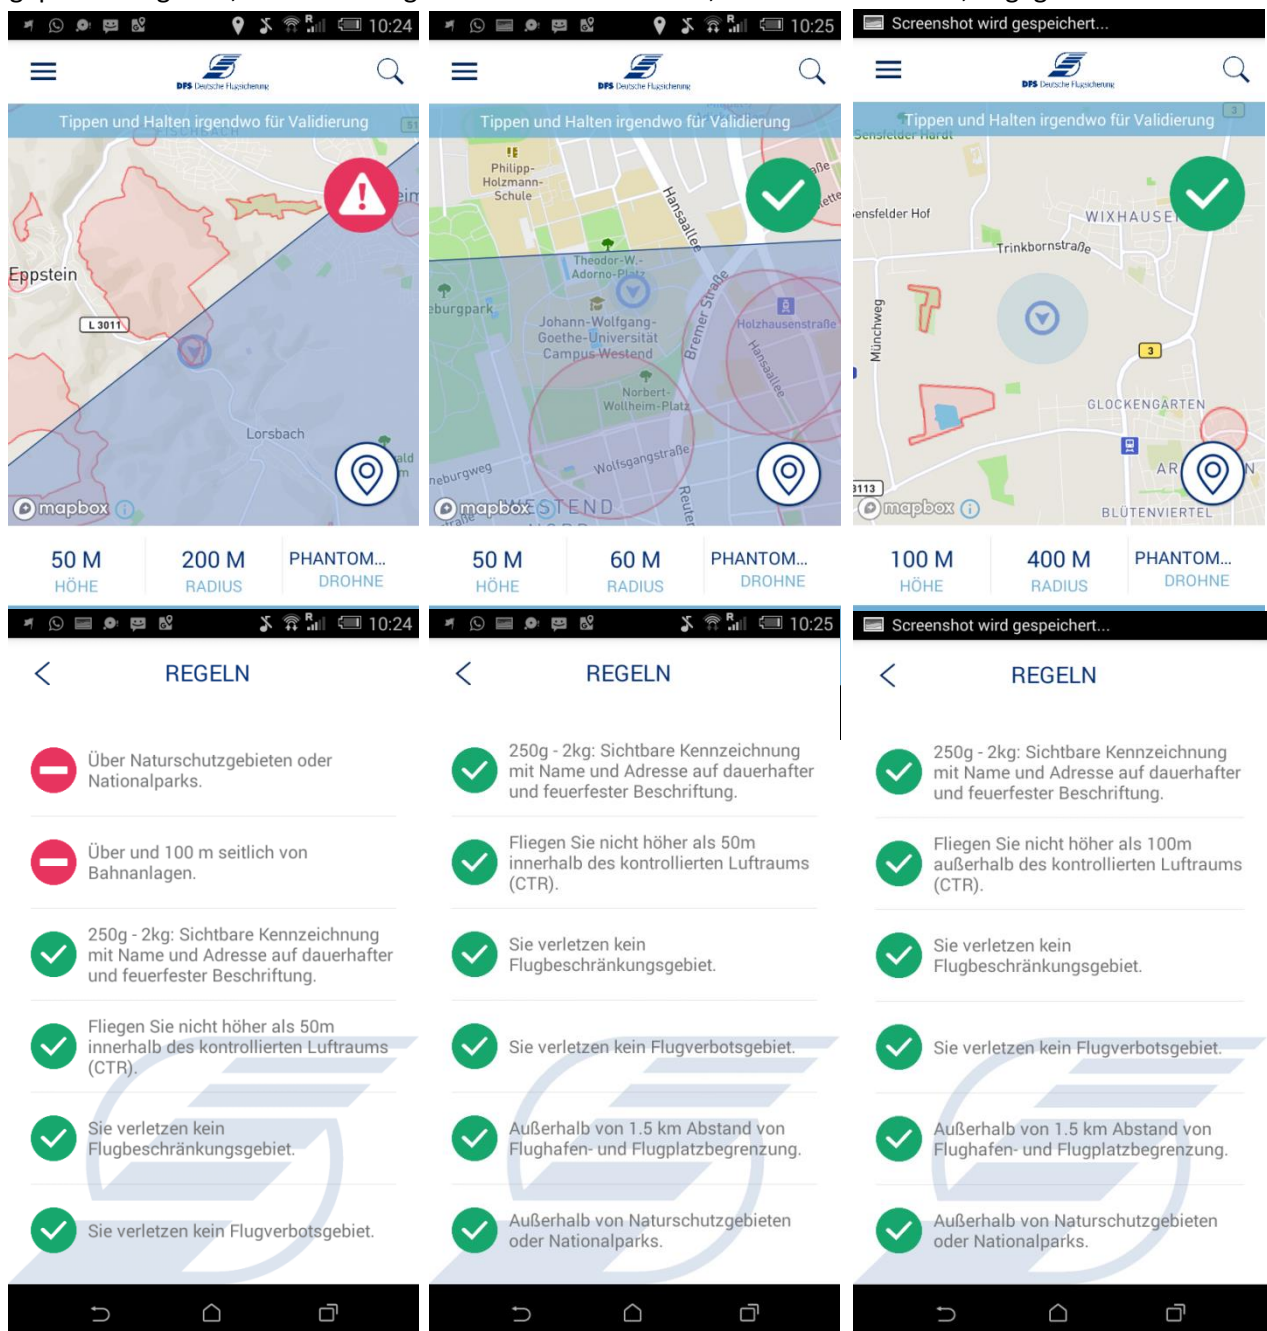 10:24
DFS Deutsche Flugsicherung
Tippen und Halten irgendwo für Validierung
FISCHBACH
Eppstein
L 3011
Lorsbach
mapbox
50 M
HÖHE
200 M
RADIUS
PHANTOM...
DROHNE
10:25
DFS Deutsche Flugsicherung
Tippen und Halten irgendwo für Validierung
Philipp-
Holzmann-
Schule
Hansaallee
Theodor-W.-
Adorno-Platz
Bremer Straße
Holzhausenstraße
Johann-Wolfgang-
Goethe-Universität
Campus Westend
Hansaallee
Norbert-
Wollheim-Platz
Wolfsgangstraße
WESTEND
NORD
Reuter
mapbox
50 M
HÖHE
60 M
RADIUS
PHANTOM...
DROHNE
Screenshot wird gespeichert...
DFS Deutsche Flugsicherung
3
Tippen und Halten irgendwo für Validierung
Sensfelder Hardt
ensfelder Hof
WIXHAUSE
Trinkbornstraße
Münchweg
3
GLOCKENGARTEN
AR
N
3113
BLÜTENVIERTEL
mapbox
100 M
HÖHE
400 M
RADIUS
PHANTOM...
DROHNE
10:24
REGELN
Über Naturschutzgebieten oder
Nationalparks.
Über und 100 m seitlich von
Bahnanlagen.
250g - 2kg: Sichtbare Kennzeichnung
mit Name und Adresse auf dauerhafter
und feuerfester Beschriftung.
Fliegen Sie nicht höher als 50m
innerhalb des kontrollierten Luftraums
(CTR).
Sie verletzen kein
Flugbeschränkungsgebiet.
Sie verletzen kein Flugverbotsgebiet.
10:25
REGELN
250g - 2kg: Sichtbare Kennzeichnung
mit Name und Adresse auf dauerhafter
und feuerfester Beschriftung.
Fliegen Sie nicht höher als 50m
innerhalb des kontrollierten Luftraums
(CTR).
Sie verletzen kein
Flugbeschränkungsgebiet.
Sie verletzen kein Flugverbotsgebiet.
Außerhalb von 1.5 km Abstand von
Flughafen- und Flugplatzbegrenzung.
Außerhalb von Naturschutzgebieten
oder Nationalparks.
Screenshot wird gespeichert...
REGELN
250g - 2kg: Sichtbare Kennzeichnung
mit Name und Adresse auf dauerhafter
und feuerfester Beschriftung.
Fliegen Sie nicht höher als 100m
außerhalb des kontrollierten Luftraums
(CTR).
Sie verletzen kein
Flugbeschränkungsgebiet.
Sie verletzen kein Flugverbotsgebiet.
Außerhalb von 1.5 km Abstand von
Flughafen- und Flugplatzbegrenzung.
Außerhalb von Naturschutzgebieten
oder Nationalparks.